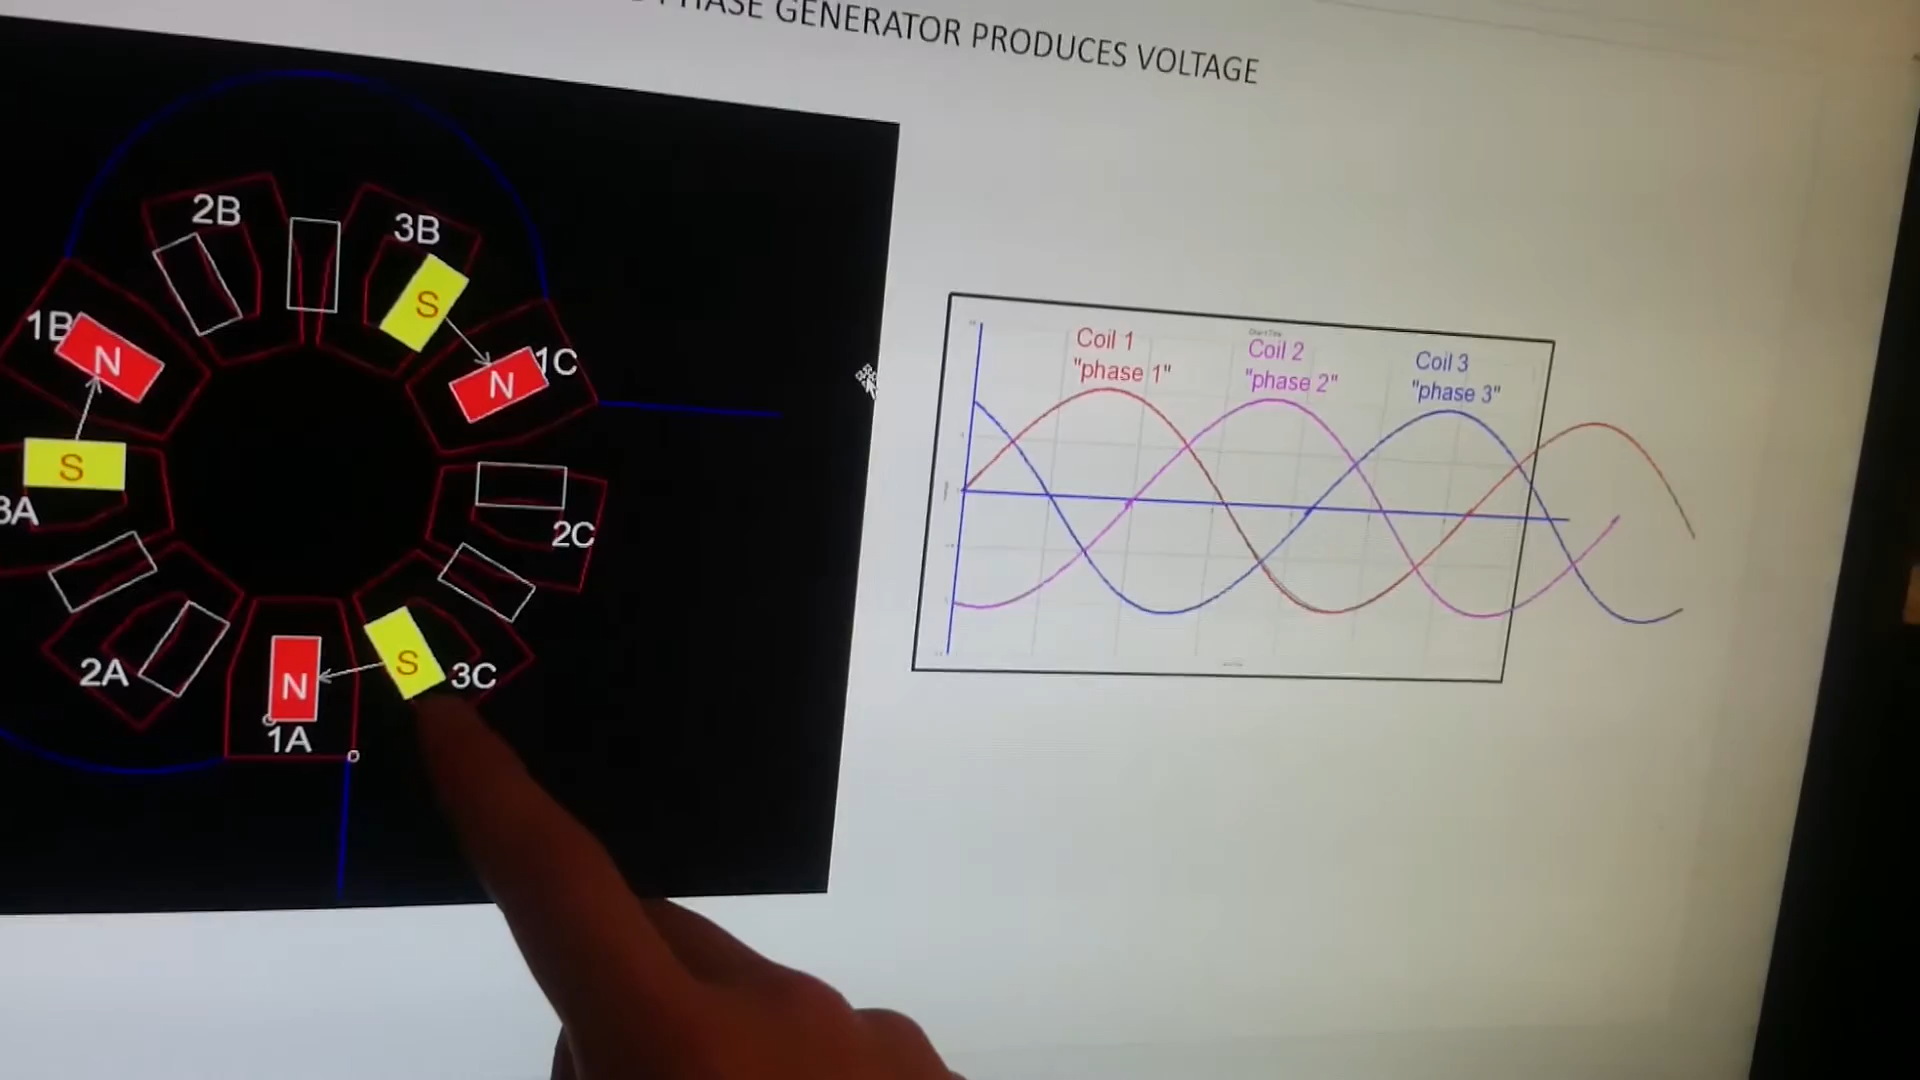 PHASE GENERATOR PRODUCES VOLTAGE
2B
3B
S
1B
N
1C
N
S
3A
2C
2A
N
S
3C
1A
Coil 1
"phase 1"
Coil 2
"phase 2"
Coil 3
"phase 3"